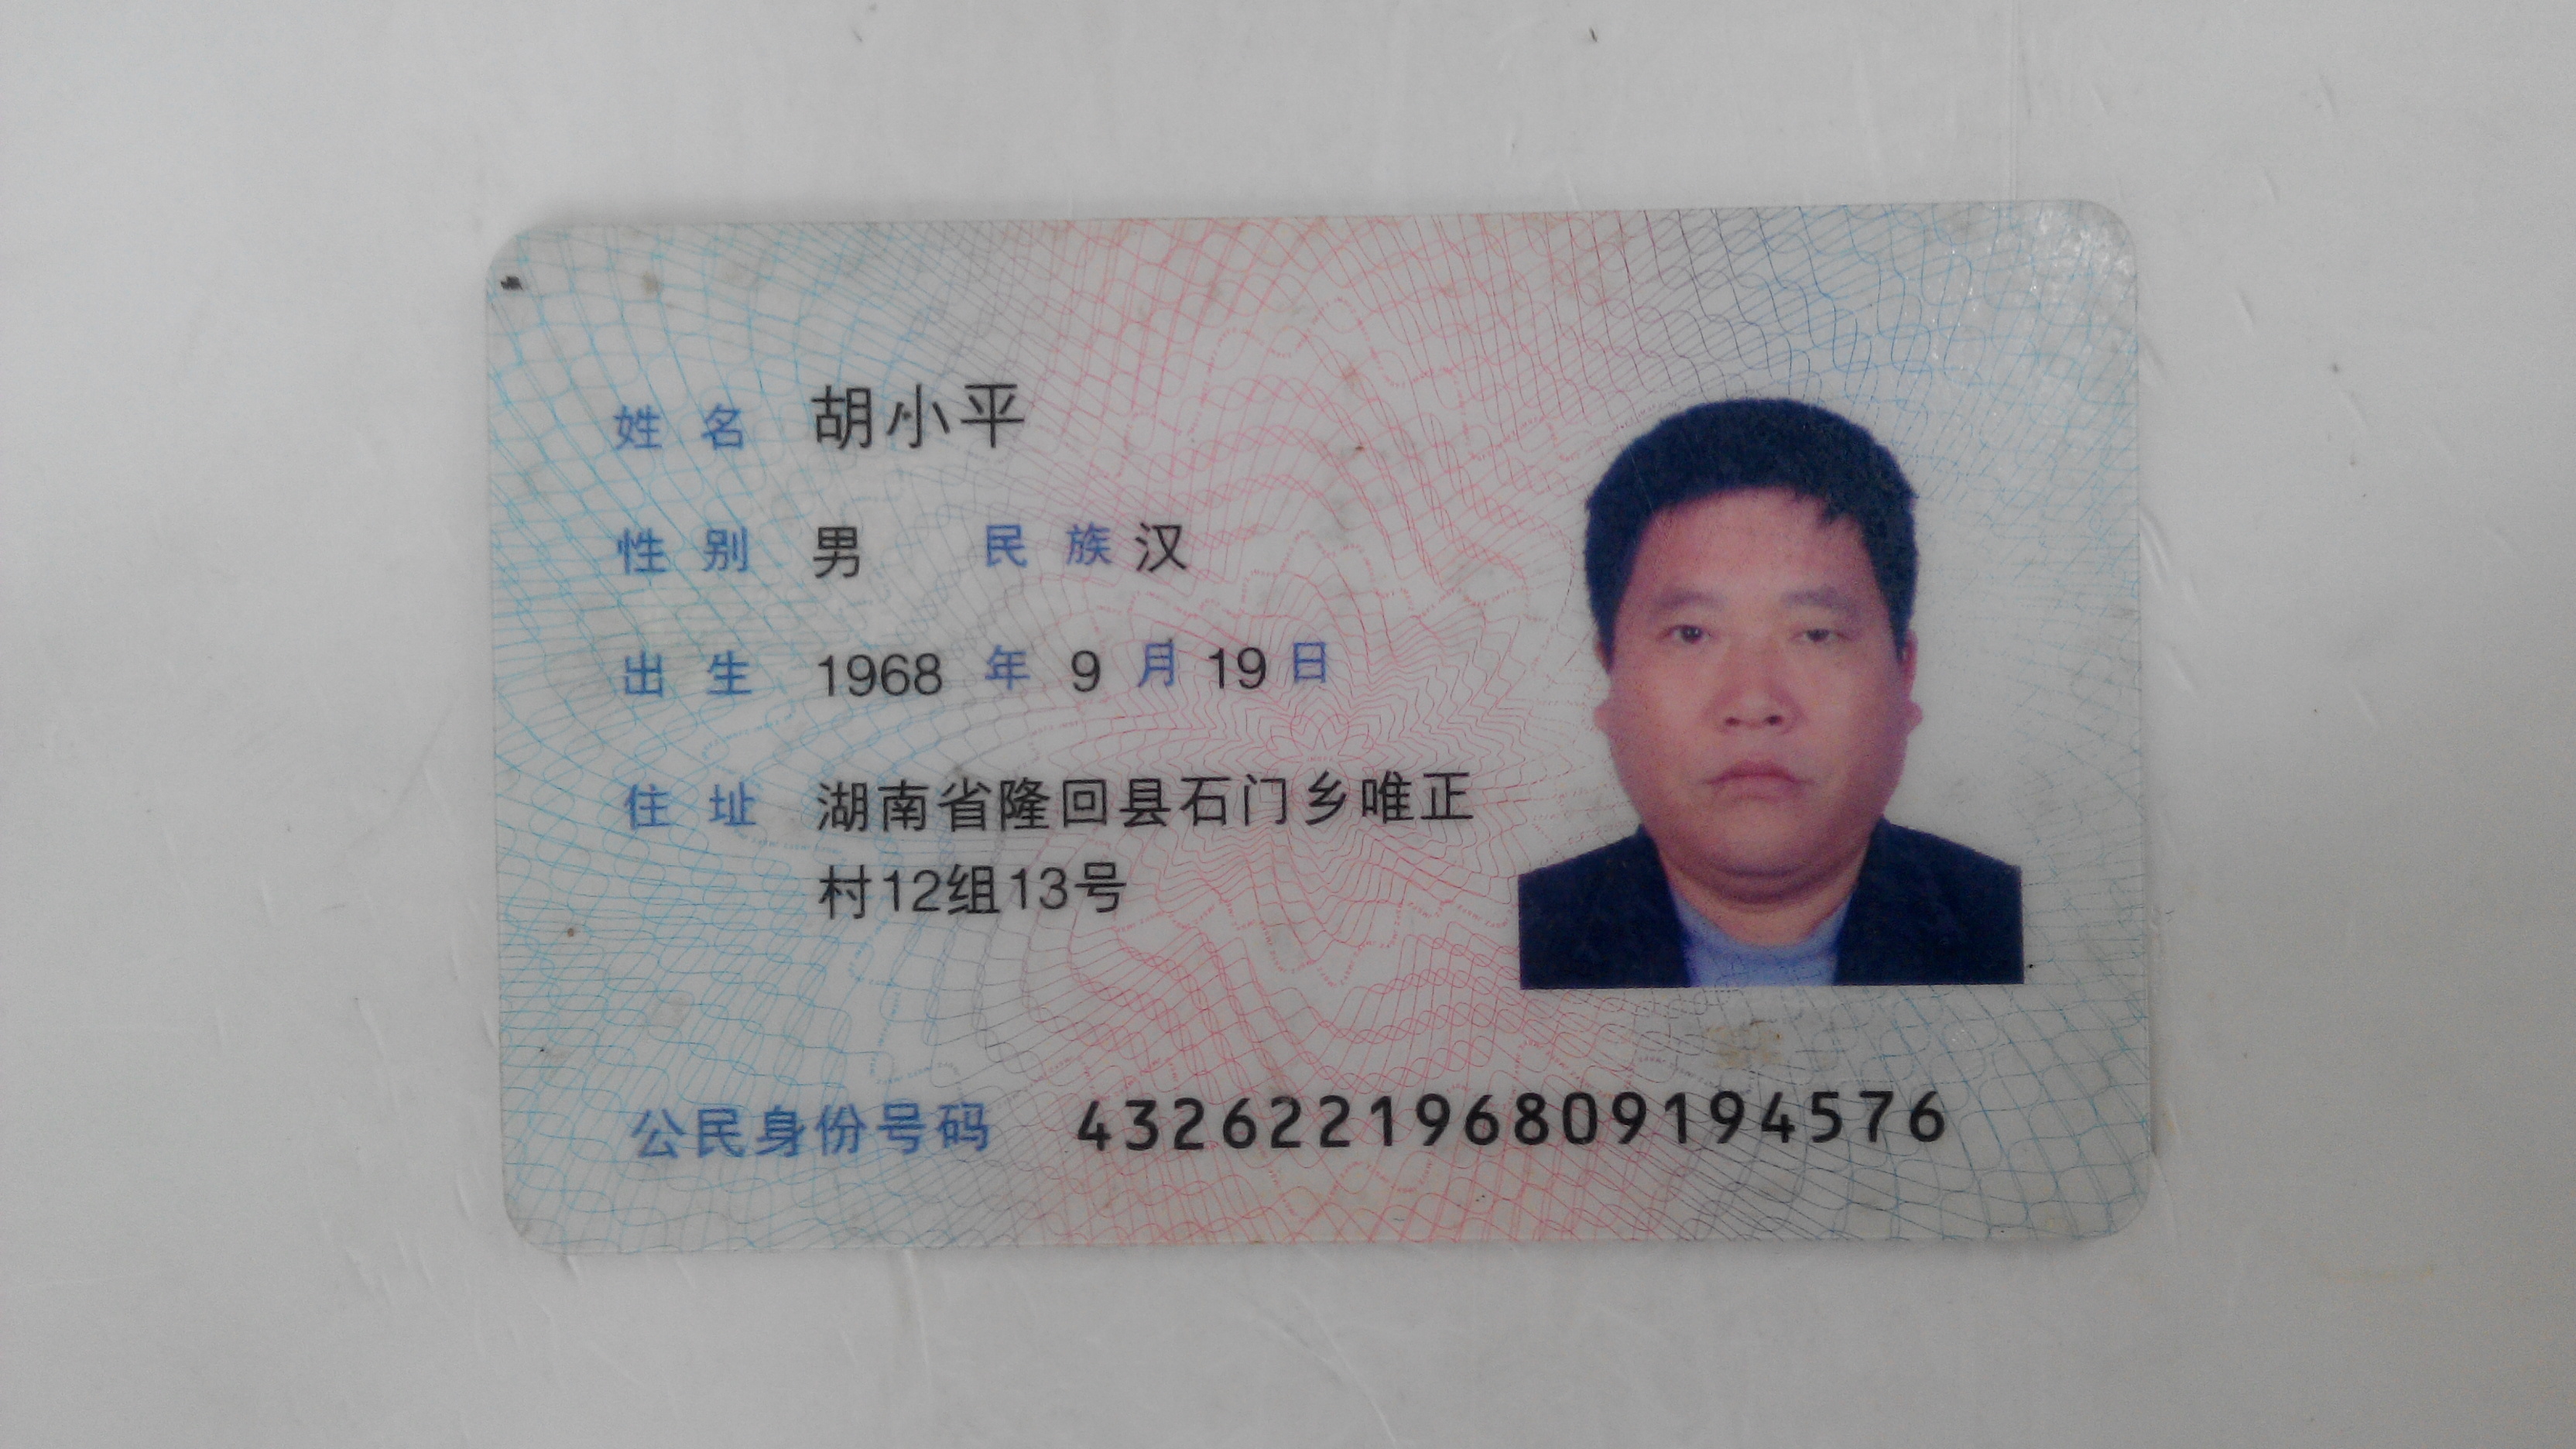 姓名 胡小平
性别 男 民族 汉
出生 1968 年 9 月 19 日
住址 湖南省隆回县石门乡唯正
村12组13号
公民身份号码 432622196809194576